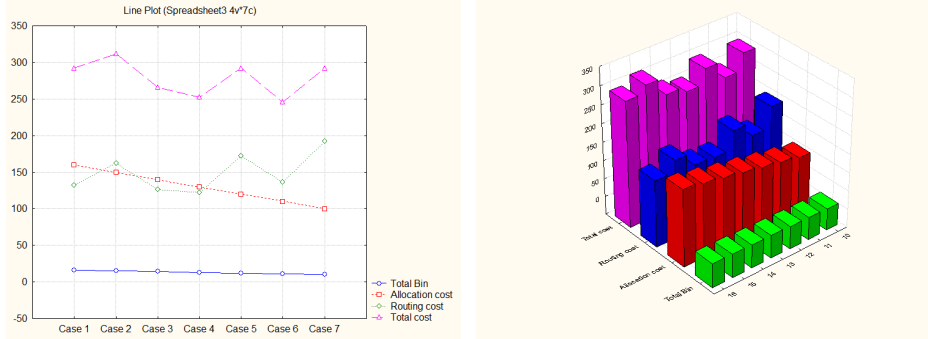 Line Plot (Spreadsheet3 4v*7c)
350
300
250
200
150
100
50
0
-50
Case 1 Case 2 Case 3 Case 4 Case 5 Case 6 Case 7
Total Bin
Allocation cost
Routing cost
Total cost
350
300
250
200
150
100
50
0
Total cost
Routing cost
Allocation cost
Total Bin
16
15
14
13
12
11
10